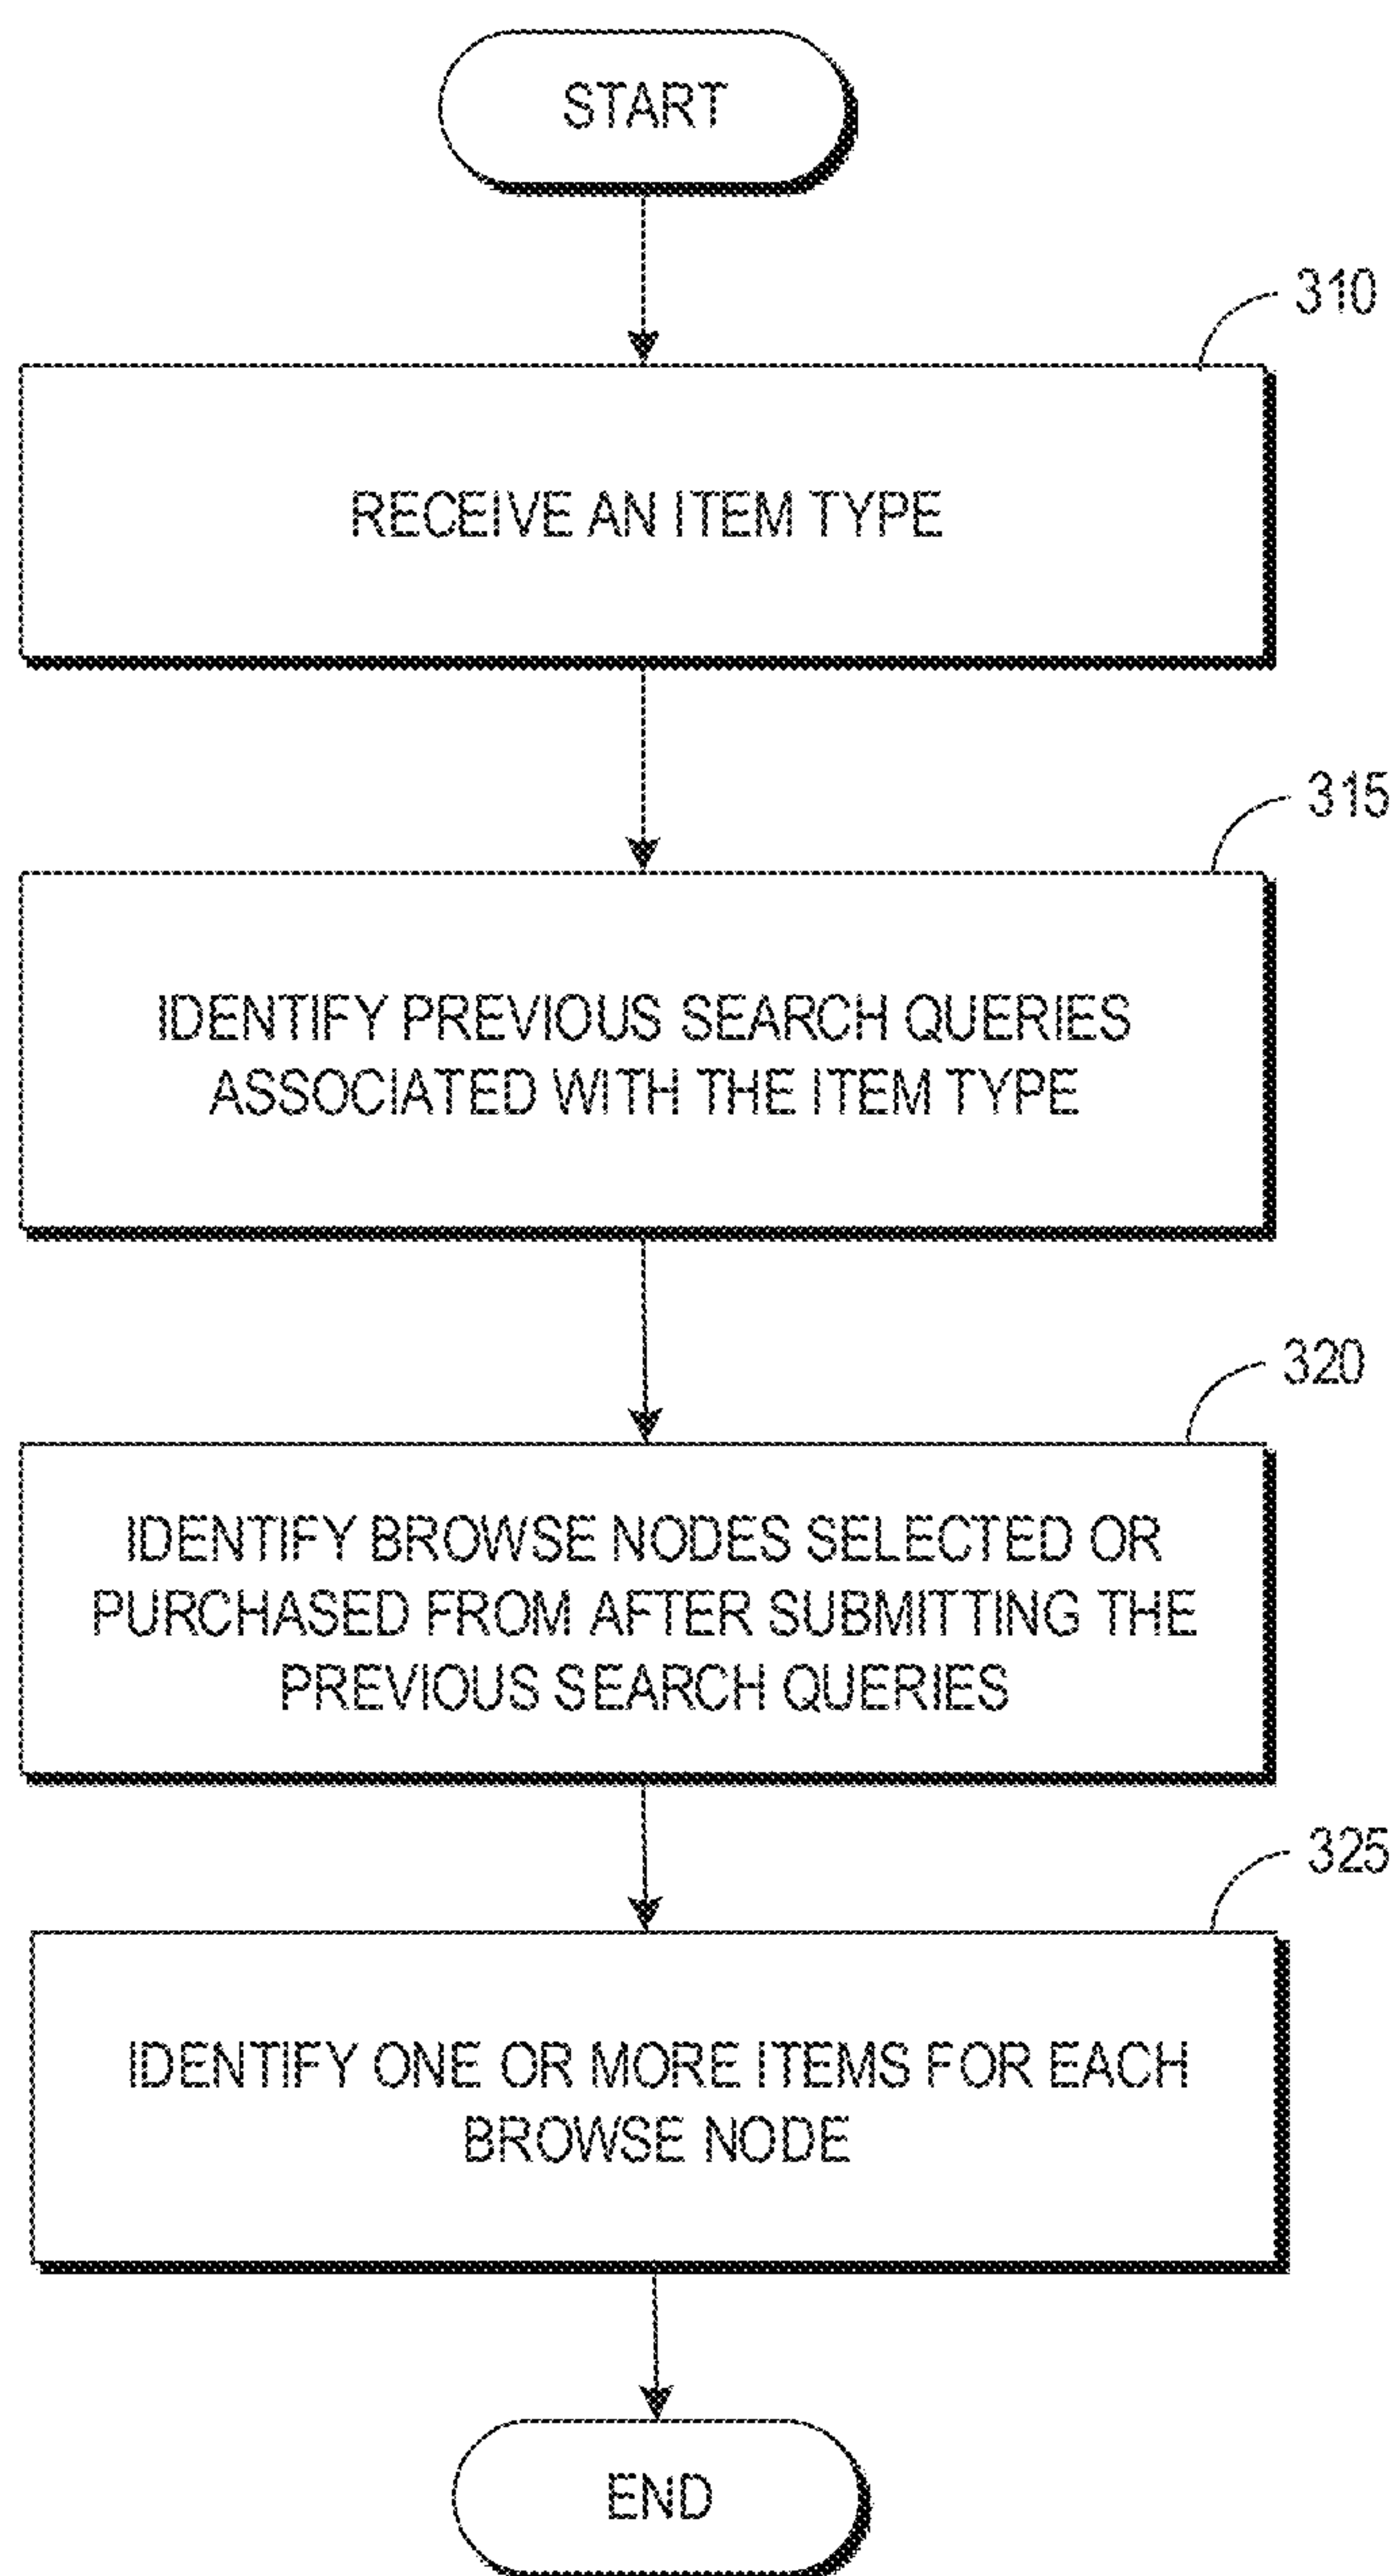 START
310
RECEIVE AN ITEM TYPE
315
IDENTIFY PREVIOUS SEARCH QUERIES
ASSOCIATED WITH THE ITEM TYPE
320
IDENTIFY BROWSE NODES SELECTED OR
PURCHASED FROM AFTER SUBMITTING THE
PREVIOUS SEARCH QUERIES
325
IDENTIFY ONE OR MORE ITEMS FOR EACH
BROWSE NODE
END